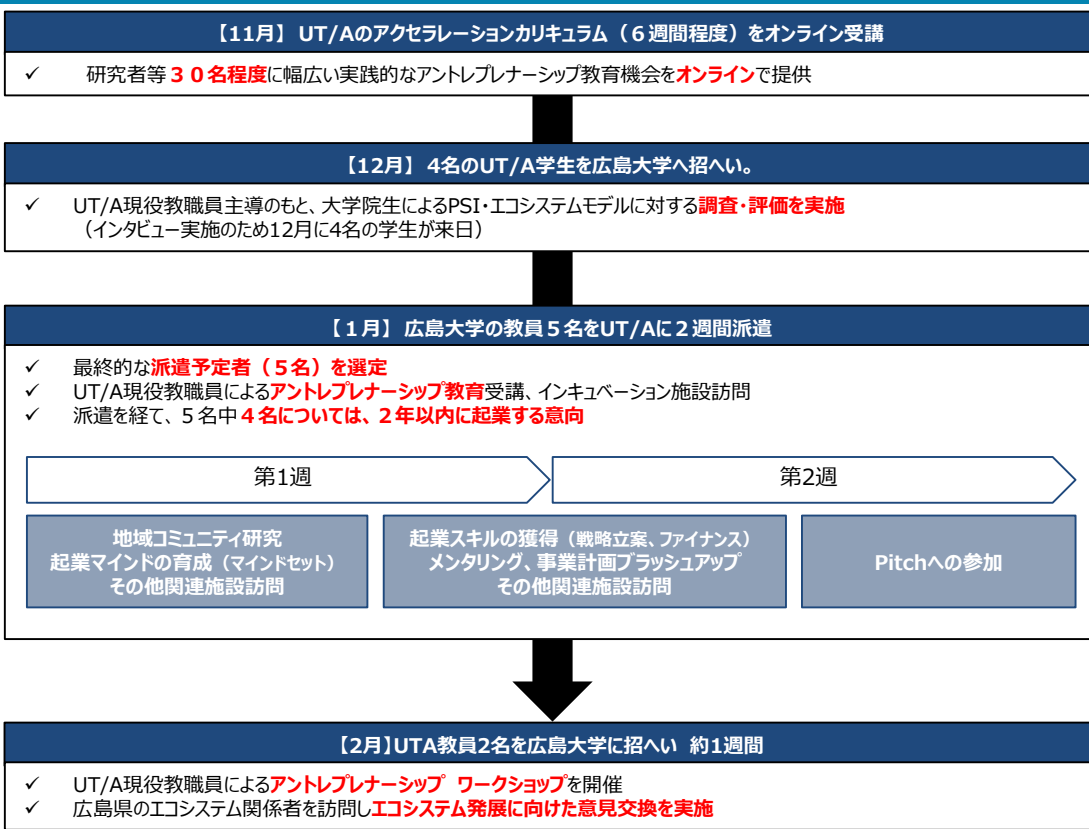 【11月】 UT/Aのアクセラレーションカリキュラム（６週間程度）をオンライン受講
✓ 研究者等３０名程度に幅広い実践的なアントレプレナーシップ教育機会をオンラインで提供
【12月】 4名のUT/A学生を広島大学へ招へい。
✓ UT/A現役教職員主導のもと、大学院生によるPSI・エコシステムモデルに対する調査・評価を実施
（インタビュー実施のため12月に4名の学生が来日）
【１月】 広島大学の教員５名をUT/Aに２週間派遣
✓ 最終的な派遣予定者（５名）を選定
✓ UT/A現役教職員によるアントレプレナーシップ教育受講、インキュベーション施設訪問
✓ 派遣を経て、５名中４名については、２年以内に起業する意向
第1週
第2週
地域コミュニティ研究
起業マインドの育成（マインドセット）
その他関連施設訪問
起業スキルの獲得（戦略立案、ファイナンス）
メンタリング、事業計画ブラッシュアップ
その他関連施設訪問
Pitchへの参加
【2月】UTA教員2名を広島大学に招へい 約1週間
✓ UT/A現役教職員によるアントレプレナーシップ ワークショップを開催
✓ 広島県のエコシステム関係者を訪問しエコシステム発展に向けた意見交換を実施